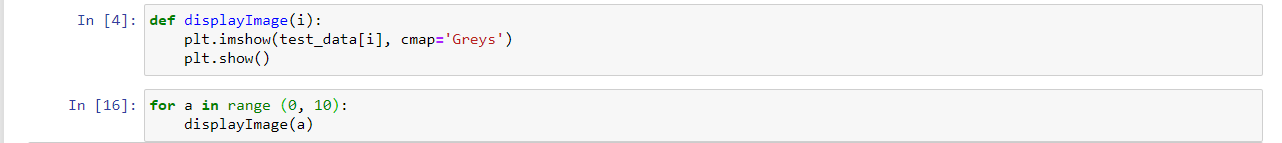 In [4]: def displayImage(i):
plt.imshow(test_data[i], cmap='Greys')
plt.show()
In [16]: for a in range (0, 10):
displayImage(a)